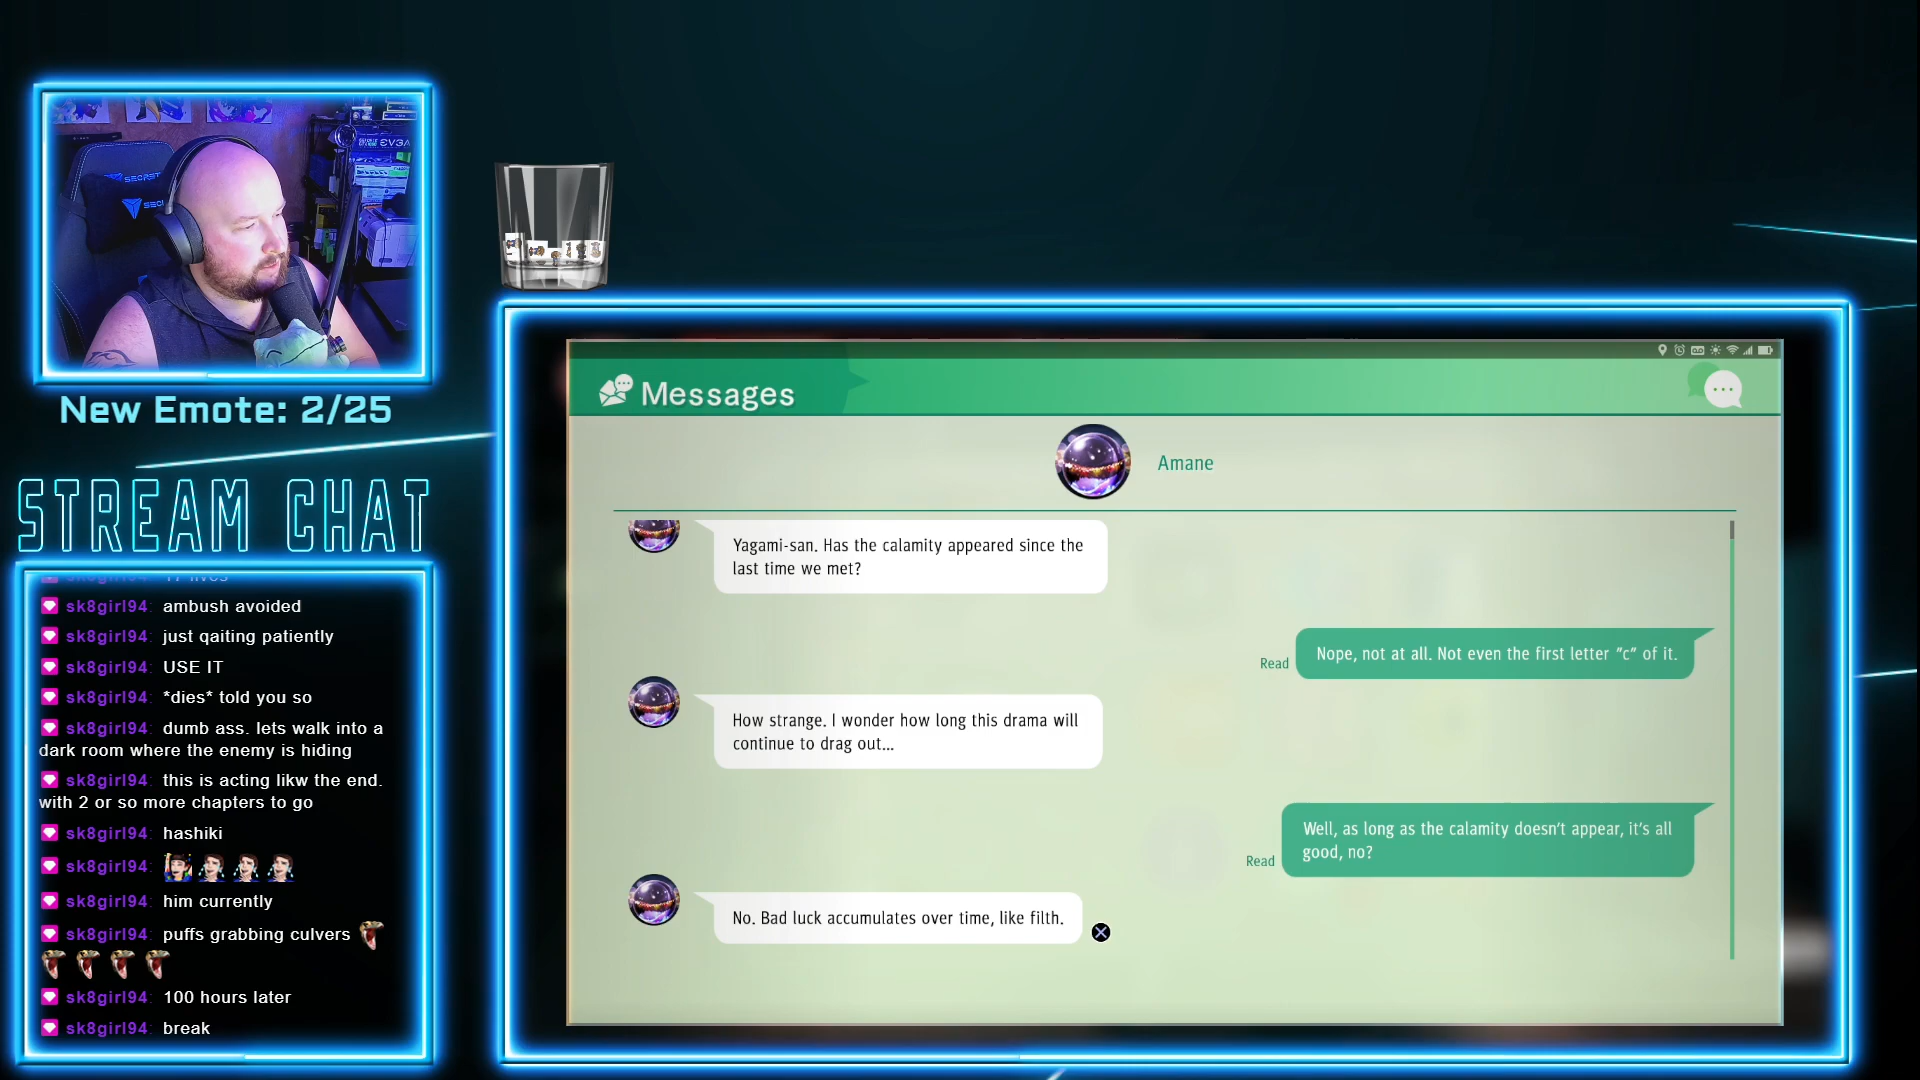 SECRET
EVGA
New Emote: 2/25
STREAM CHAT
sk8girl94: ambush avoided
sk8girl94: just qaiting patiently
sk8girl94: USE IT
sk8girl94: *dies* told you so
sk8girl94: dumb ass. lets walk into a
dark room where the enemy is hiding
sk8girl94: this is acting likw the end.
with 2 or so more chapters to go
sk8girl94: hashiki
sk8girl94:
sk8girl94: him currently
sk8girl94: puffs grabbing culvers
sk8girl94: 100 hours later
sk8girl94: break
Messages
Amane
Yagami-san. Has the calamity appeared since the
last time we met?
Read
Nope, not at all. Not even the first letter "c" of it.
How strange. I wonder how long this drama will
continue to drag out...
Read
Well, as long as the calamity doesn't appear, it's all
good, no?
No. Bad luck accumulates over time, like filth.